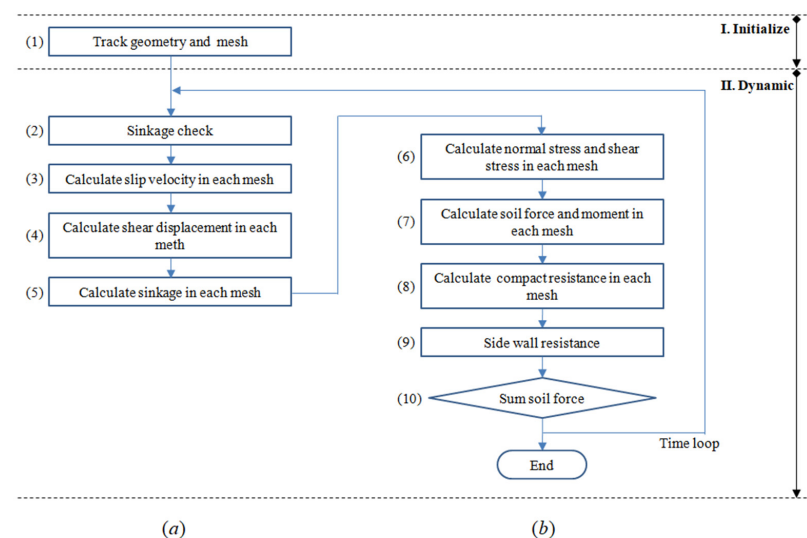 I. Initialize
(1) Track geometry and mesh
II. Dynamic
(2) Sinkage check
(3) Calculate slip velocity in each mesh
(4) Calculate shear displacement in each
meth
(5) Calculate sinkage in each mesh
(6) Calculate normal stress and shear
stress in each mesh
(7) Calculate soil force and moment in
each mesh
(8) Calculate compact resistance in each
mesh
(9) Side wall resistance
(10) Sum soil force
Time loop
End
(a)
(b)